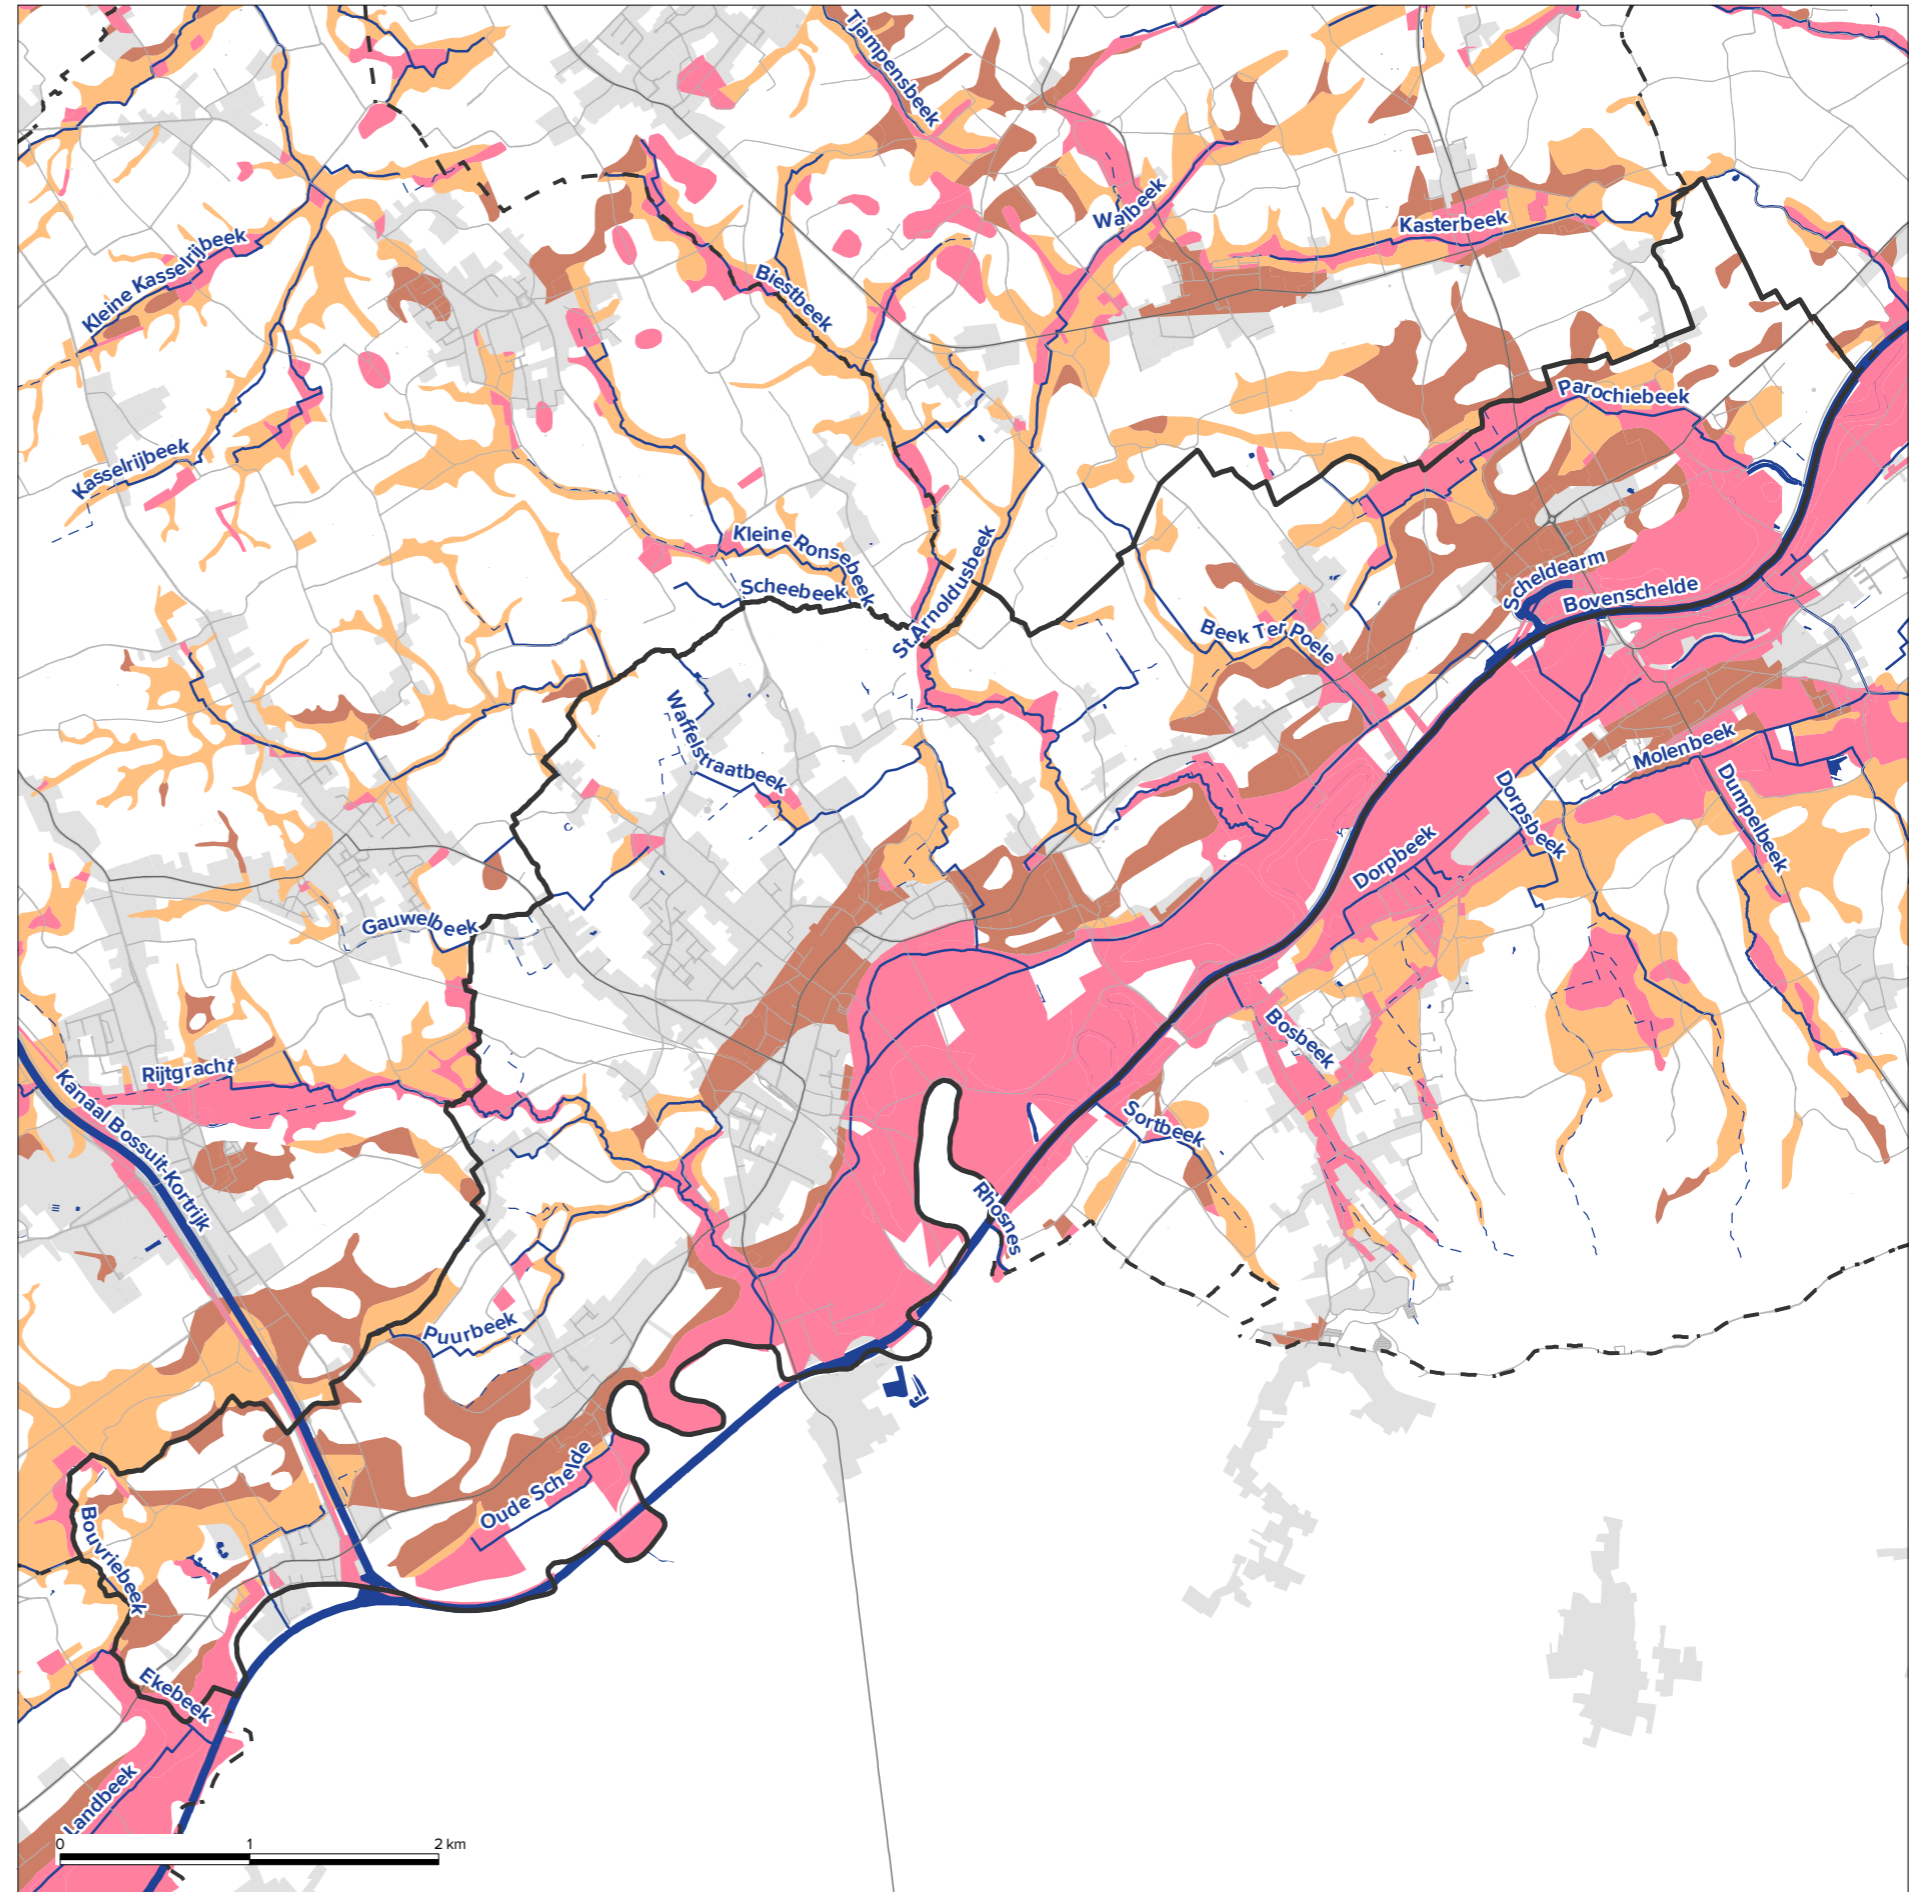 Tjampensbeek
Walbeek
Kasterbeek
Kleine Kasselrijbeek
Biestbeek
Parochiebeek
Kasselrijbeek
Kleine Ronsebeek
Scheebeek
St.Arnoldusbeek
Scheldearm
Bovenschelde
Beek Ter Poele
Waffelstraatbeek
Molenbeek
Dorpsbeek
Dumpelbeek
Dorpbeek
Gauwelbeek
Bosbeek
Rijtgracht
Kanaal Bossuit-Kortrijk
Sortbeek
Rhosnes
Puurbeek
Oude Schelde
Bouvriebeek
Ekebeek
Landbeek
0 1 2 km